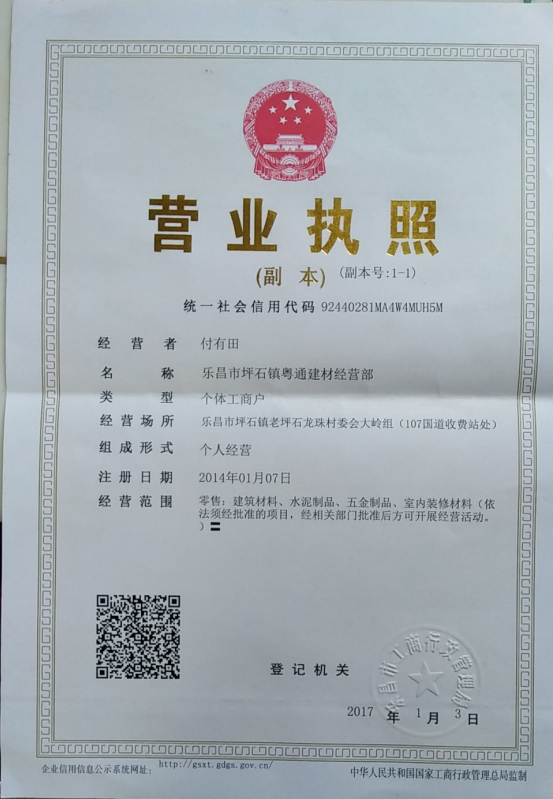 营业执照
(副 本) (副本号:1-1)
统一社会信用代码 92440281MA4W4MUH5M
经营者 付有田
名称 乐昌市坪石镇粤通建材经营部
类型 个体工商户
经营场所 乐昌市坪石镇老坪石龙珠村委会大岭组（107国道收费站处）
组成形式 个人经营
注册日期 2014年01月07日
经营范围 零售：建筑材料、水泥制品、五金制品、室内装修材料（依
法须经批准的项目，经相关部门批准后方可开展经营活动。
）〓
登记机关
乐昌市工商行政管理局
2017 年 1 月 3 日
企业信用信息公示系统网址： http://gsxt.gdgs.gov.cn/
中华人民共和国国家工商行政管理总局监制